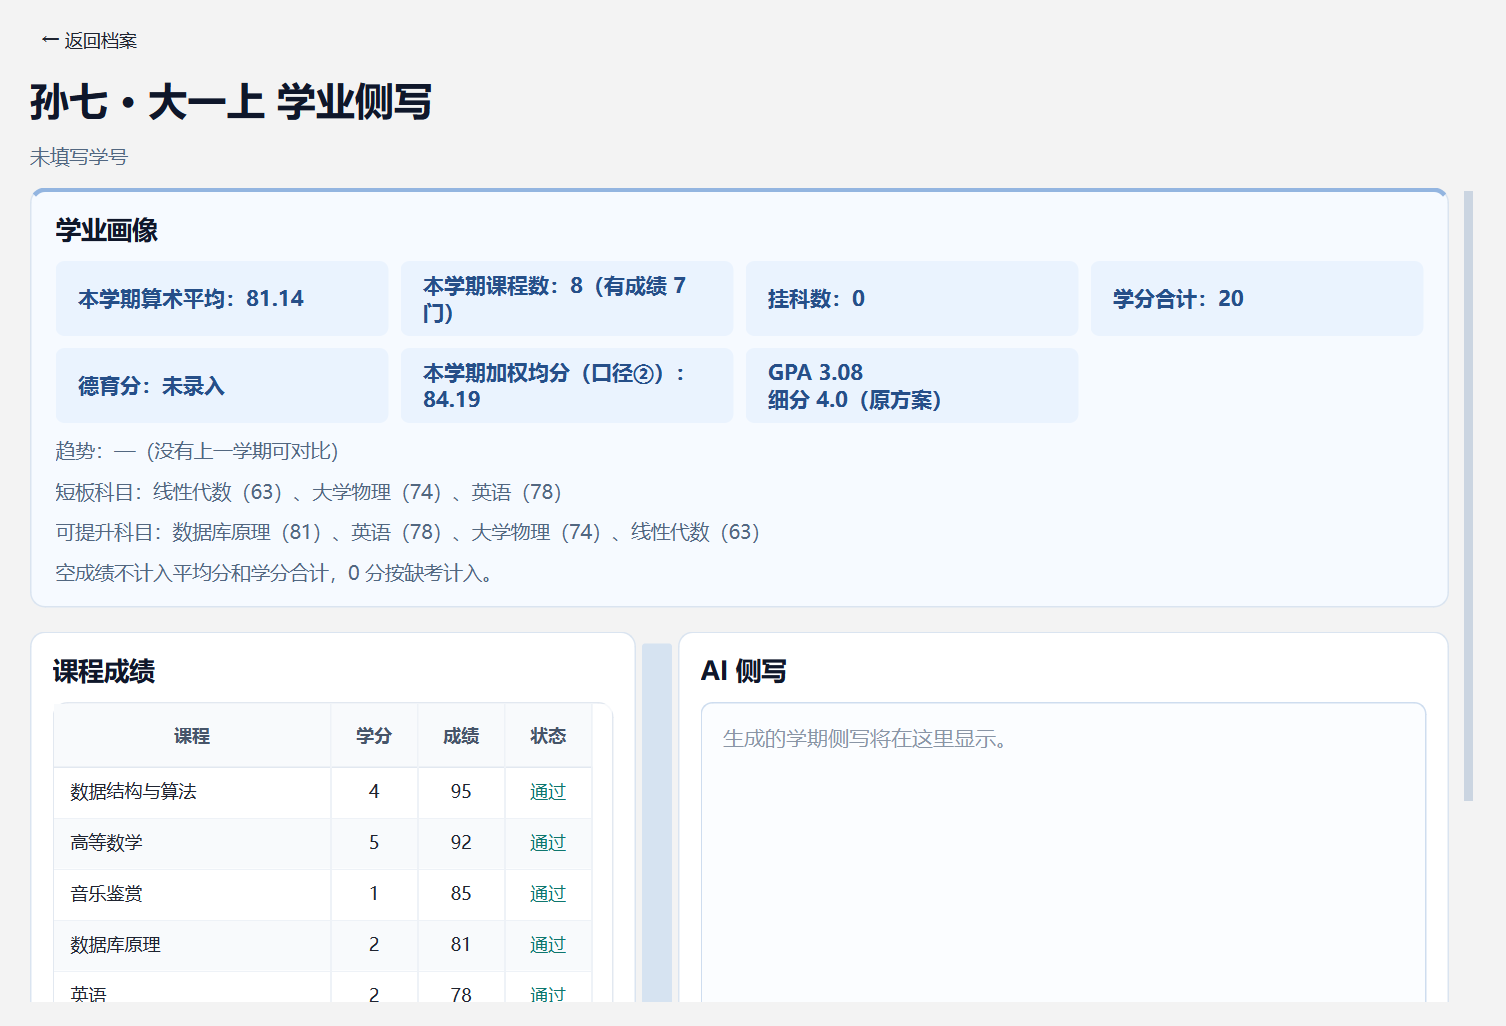 ← 返回档案
孙七 · 大一上 学业侧写
未填写学号
学业画像
本学期算术平均：81.14
本学期课程数：8（有成绩 7
门）
挂科数：0
学分合计：20
德育分：未录入
本学期加权均分（口径②）：
84.19
GPA 3.08
细分 4.0（原方案）
趋势：—（没有上一学期可对比）
短板科目：线性代数（63）、大学物理（74）、英语（78）
可提升科目：数据库原理（81）、英语（78）、大学物理（74）、线性代数（63）
空成绩不计入平均分和学分合计，0 分按缺考计入。
课程成绩
课程 学分 成绩 状态
数据结构与算法 4 95 通过
高等数学 5 92 通过
音乐鉴赏 1 85 通过
数据库原理 2 81 通过
英语 2 78 通过
AI 侧写
生成的学期侧写将在这里显示。